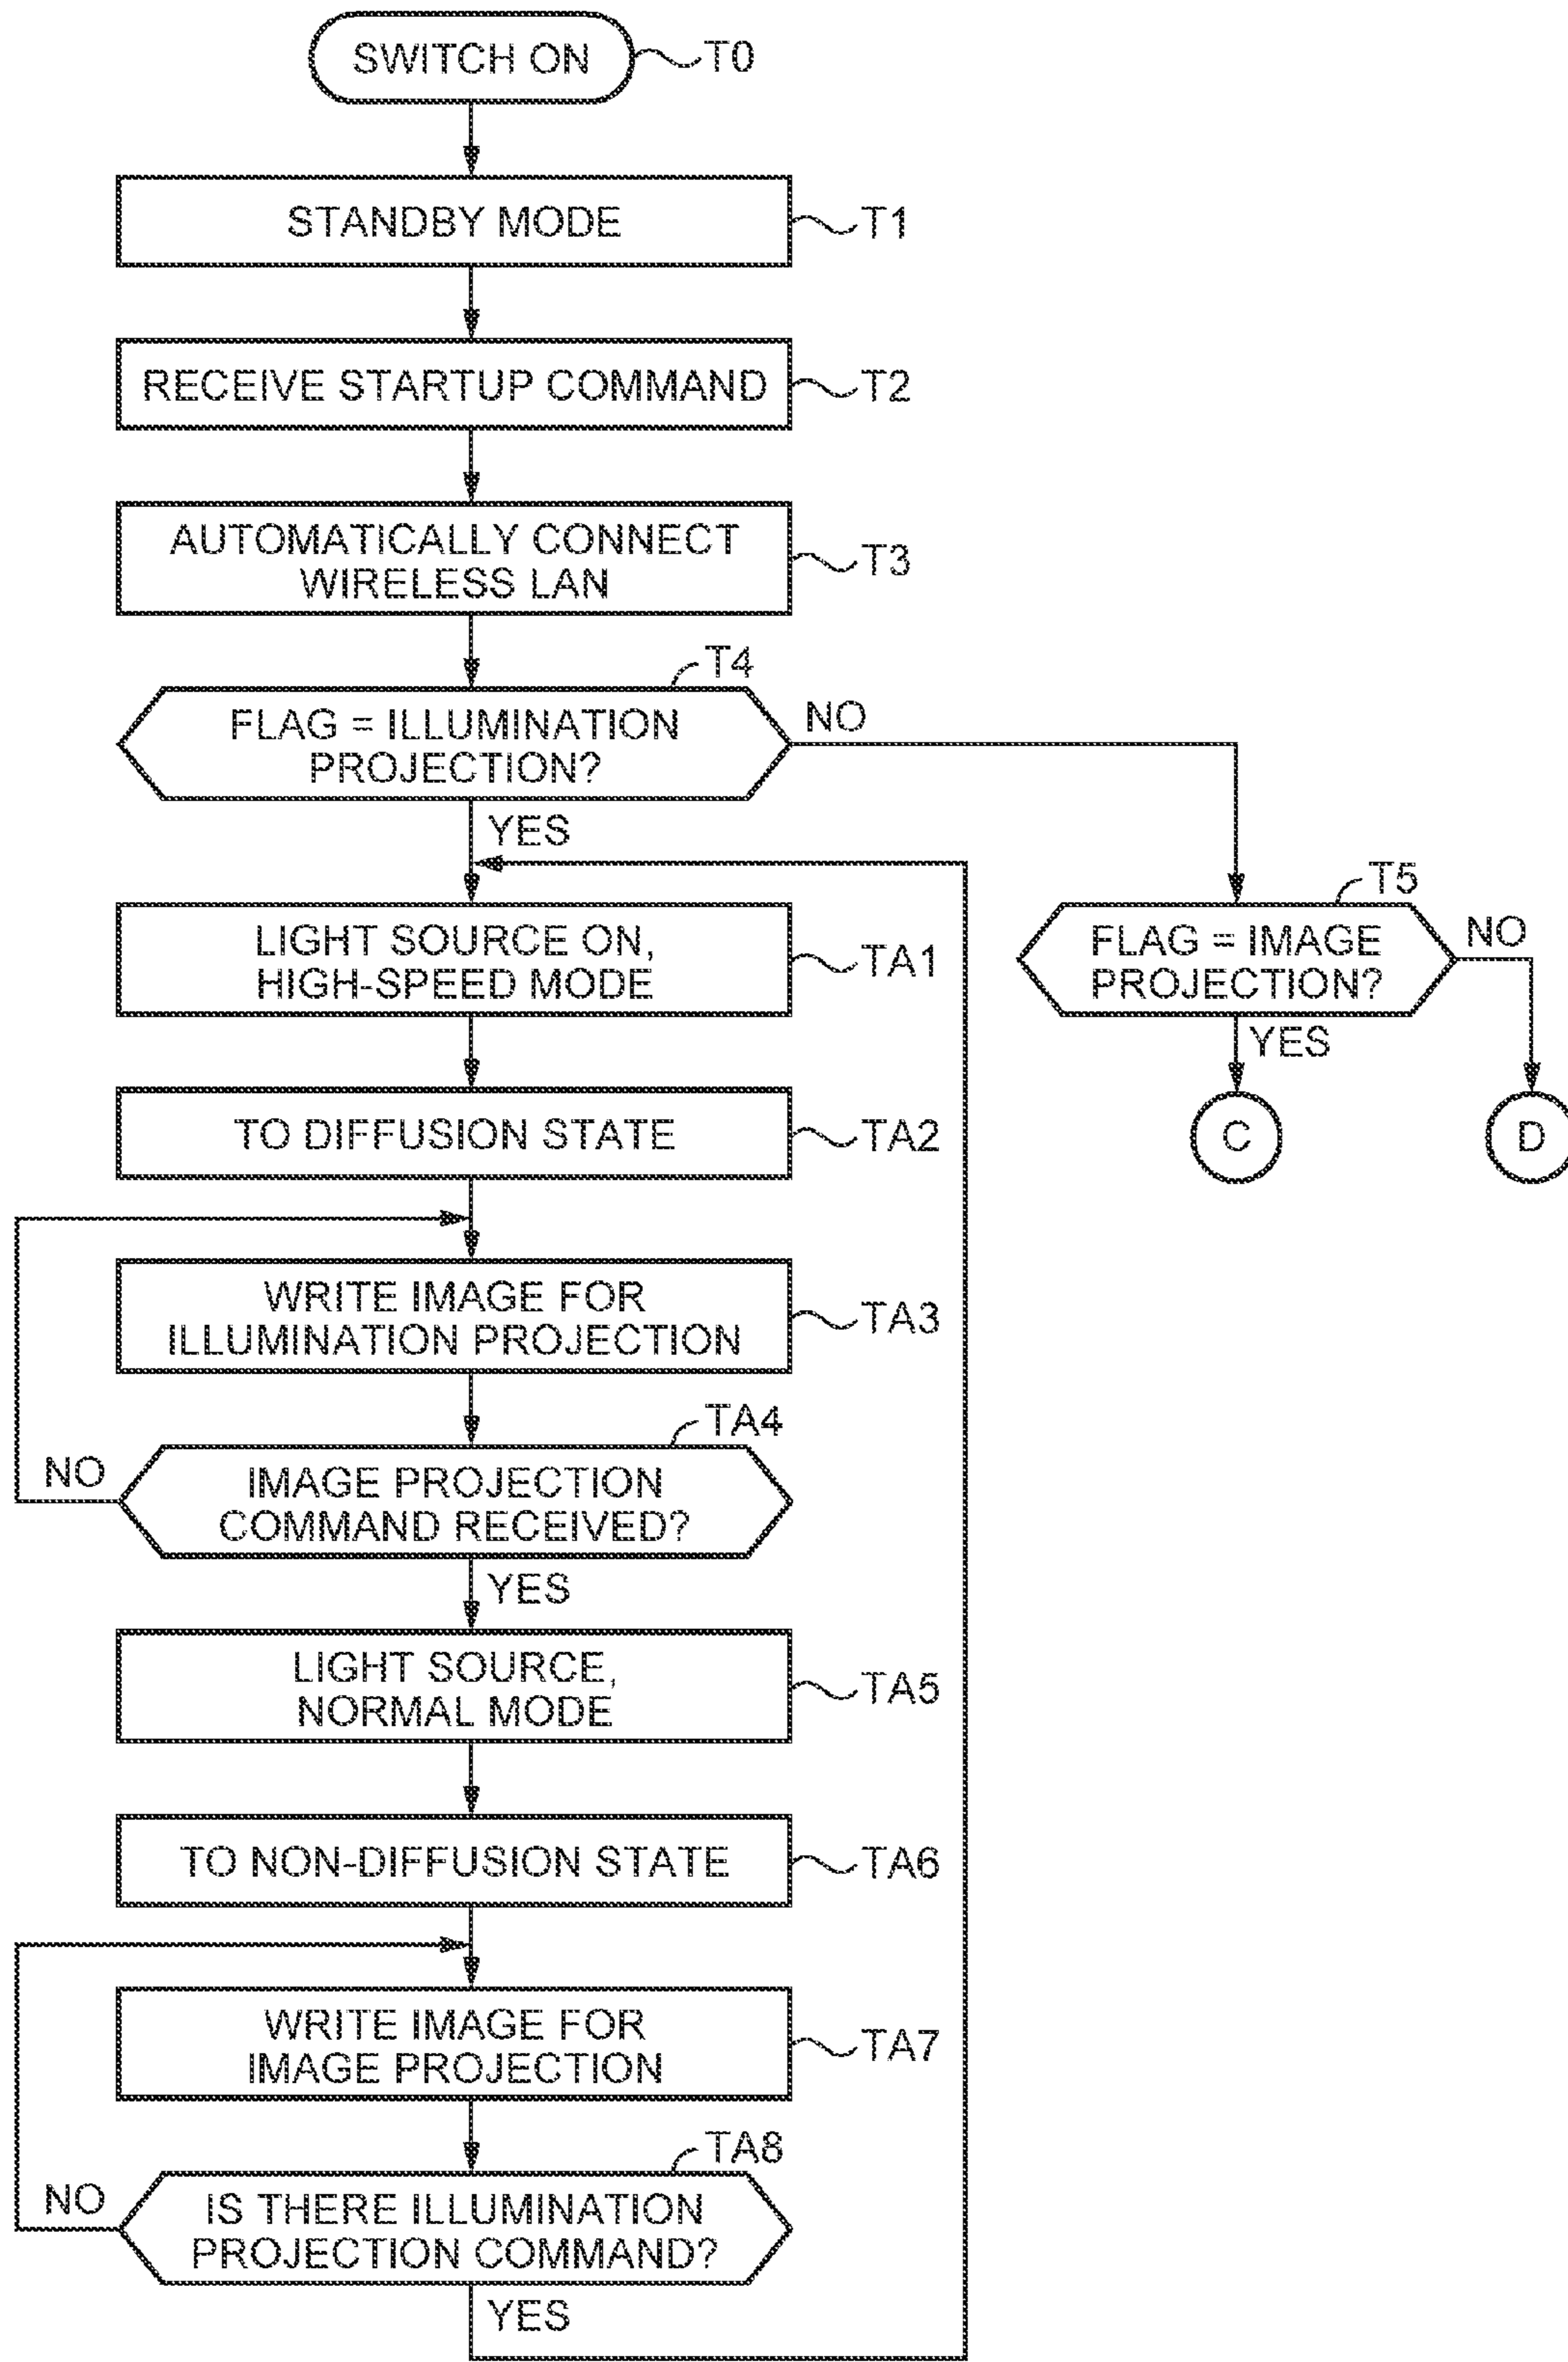 SWITCH ON
T0
STANDBY MODE
T1
RECEIVE STARTUP COMMAND
T2
AUTOMATICALLY CONNECT
WIRELESS LAN
T3
T4
FLAG = ILLUMINATION
PROJECTION?
NO
YES
T5
FLAG = IMAGE
PROJECTION?
NO
YES
C
D
LIGHT SOURCE ON,
HIGH-SPEED MODE
TA1
TO DIFFUSION STATE
TA2
WRITE IMAGE FOR
ILLUMINATION PROJECTION
TA3
TA4
IMAGE PROJECTION
COMMAND RECEIVED?
NO
YES
LIGHT SOURCE,
NORMAL MODE
TA5
TO NON-DIFFUSION STATE
TA6
WRITE IMAGE FOR
IMAGE PROJECTION
TA7
TA8
IS THERE ILLUMINATION
PROJECTION COMMAND?
NO
YES